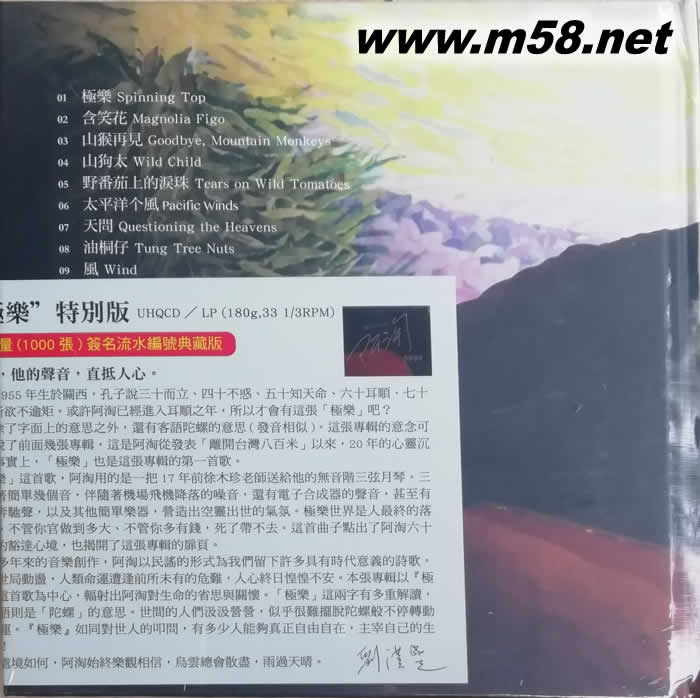 www.m58.net
01 極樂 Spinning Top
02 含笑花 Magnolia Figo
03 山猴再見 Goodbye, Mountain Monkeys
04 山狗太 Wild Child
05 野番茄上的淚珠 Tears on Wild Tomatoes
06 太平洋个風 Pacific Winds
07 天問 Questioning the Heavens
08 油桐仔 Tung Tree Nuts
09 風 Wind
樂”特別版 UHQCD / LP (180g,33 1/3RPM)
量(1000 張)簽名流水編號典藏版
，他的聲音，直抵人心。
955 年生於關西，孔子說三十而立、四十不惑、五十知天命、六十耳順．七十
所欲不逾矩。或許阿淘已經進入耳順之年，所以才會有這張「極樂」吧？
了字面上的意思之外，還有客語陀螺的意思(發音相似)。這張專輯的意念可
了前面幾張專輯，這是阿淘從發表「離開台灣八百米」以來，20 年的心靈沉
事實上，「極樂」也是這張專輯的第一首歌。
樂」這首歌，阿淘用的是一把 17 年前徐木珍老師送給他的無音階三弦月琴。三
簡單幾個音，伴隨著機場飛機降落的噪音，還有電子合成器的聲音，甚至有
奔馳聲，以及其他簡單樂器，營造出空靈出世的氣氛。極樂世界是人最終的落
，不管你官做到多大、不管你多有錢，死了帶不去。這首曲子點出了阿淘六十
的豁達心境，也揭開了這張專輯的扉頁。
多年來的音樂創作，阿淘以民謠的形式為我們留下許多具有時代意義的詩歌。
世局動盪，人類命運遭逢前所未有的危難，人心終日惶惶不安。本張專輯以『極
這首歌為中心，輻射出阿淘對生命的省思與關懷。「極樂」這兩字有多重解讀，
語則是「陀螺」的意思。世間的人們汲汲營營，似乎很難擺脫陀螺般不停轉動
。『極樂』如同對世人的叩問，有多少人能夠真正自由自在，主宰自己的生
！
境如何，阿淘始終樂觀相信，烏雲總會散盡，雨過天晴。